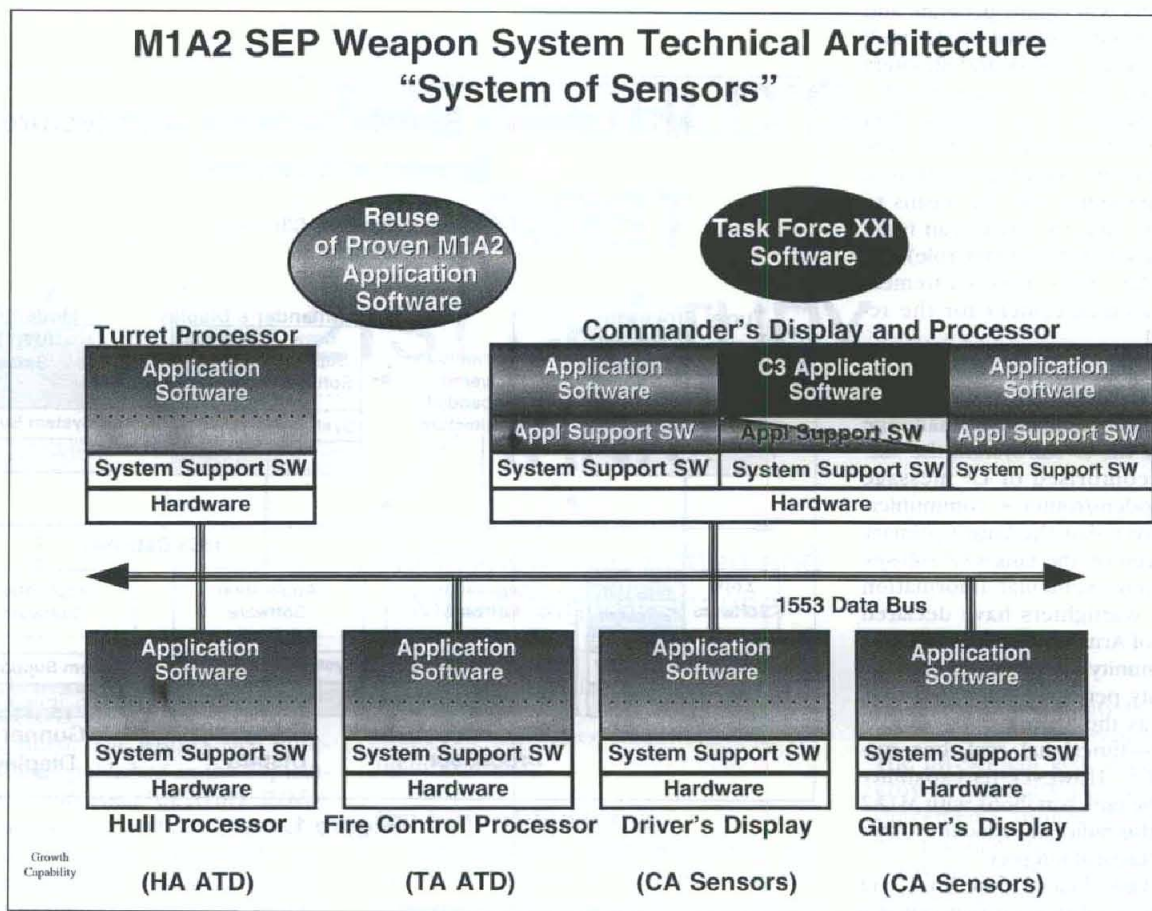 M1A2 SEP Weapon System Technical Architecture
“System of Sensors”
Reuse
of Proven M1A2
Application
Software
Task Force XXI
Software
Turret Processor
Application
Software
System Support SW
Hardware
Commander's Display and Processor
Application
Software
C3 Application
Software
Application
Software
Appl Support SW
Appl Support SW
Appl Support SW
System Support SW
System Support SW
System Support SW
Hardware
1553 Data Bus
Application
Software
System Support SW
Hardware
Hull Processor
(HA ATD)
Application
Software
System Support SW
Hardware
Fire Control Processor
(TA ATD)
Application
Software
System Support SW
Hardware
Driver's Display
(CA Sensors)
Application
Software
System Support SW
Hardware
Gunner's Display
(CA Sensors)
Growth
Capability